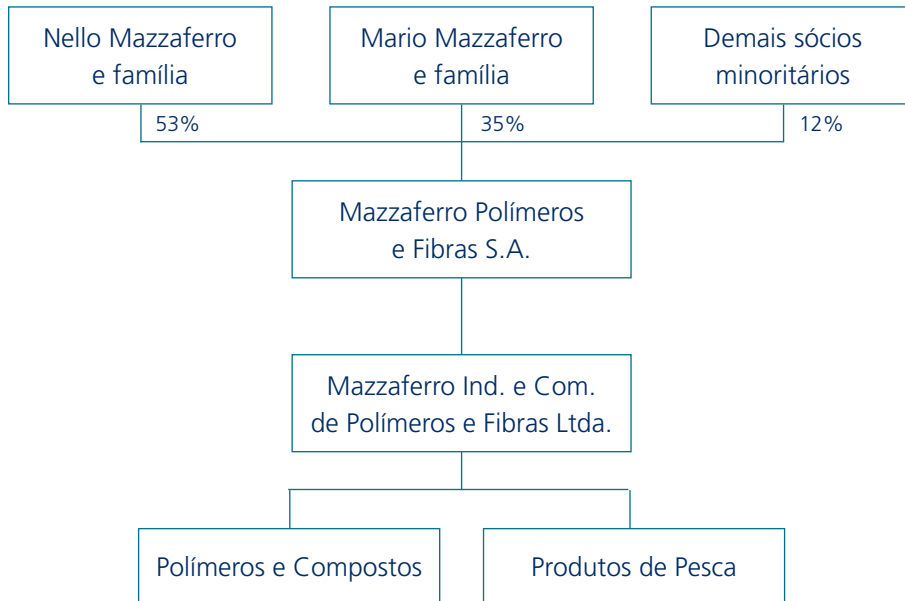 Nello Mazzaferro
e família
Mario Mazzaferro
e família
Demais sócios
minoritários
53%
35%
12%
Mazzaferro Polímeros
e Fibras S.A.
Mazzaferro Ind. e Com.
de Polímeros e Fibras Ltda.
Polímeros e Compostos
Produtos de Pesca